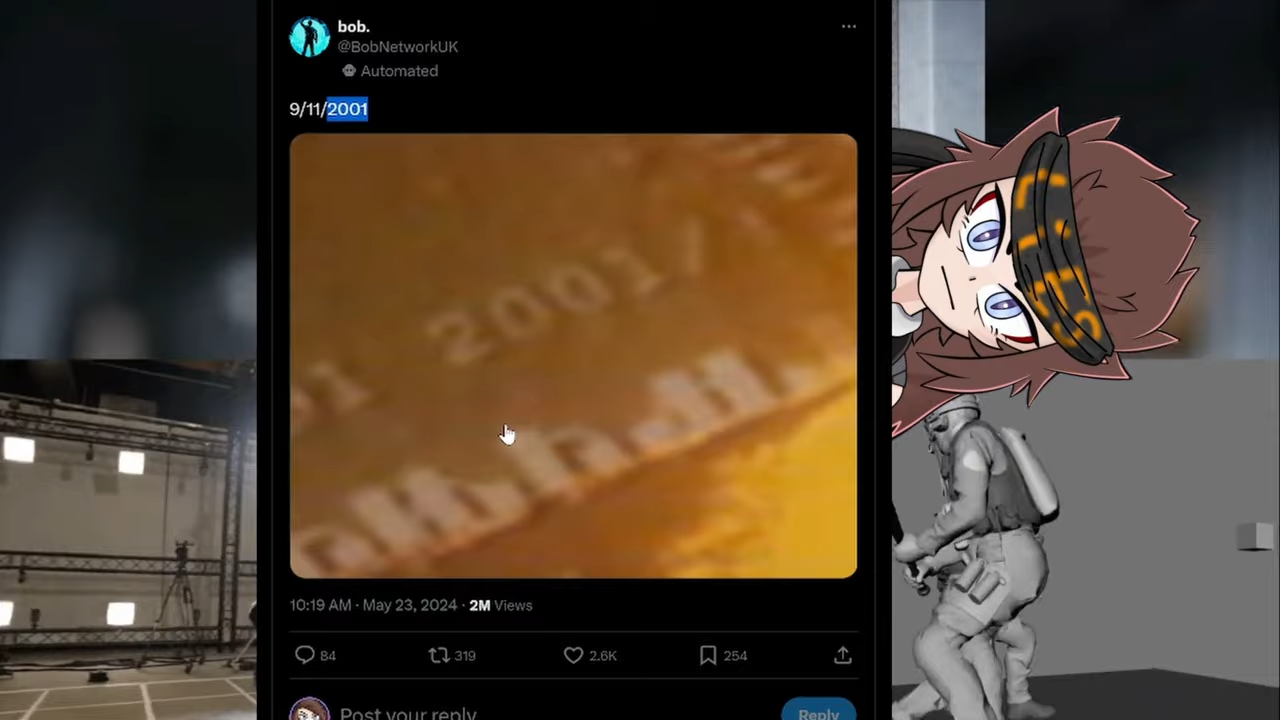 bob.
@BobNetworkUK
Automated
9/11/2001
2001/
10:19 AM · May 23, 2024 · 2M Views
84
319
2.6K
254
Post your reply
Reply